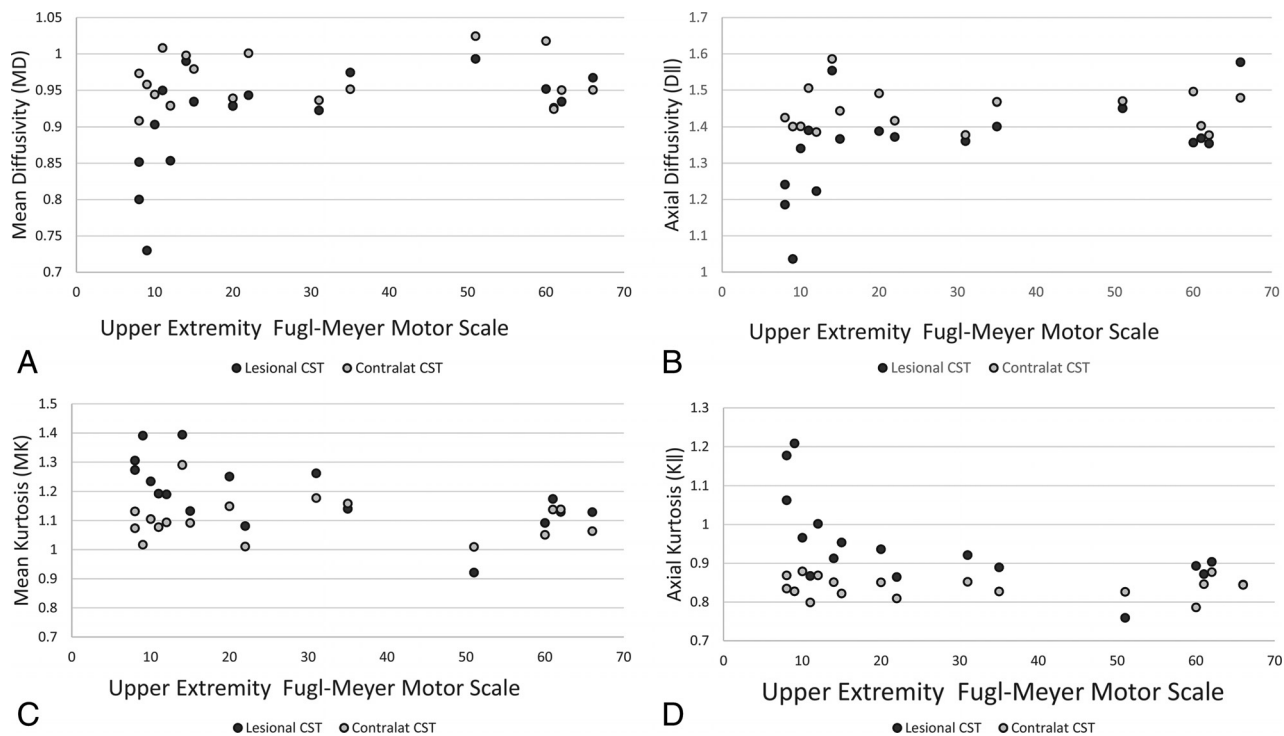 1.05
1
0.95
0.9
0.85
0.8
0.75
0.7
Mean Diffusivity (MD)
0 10 20 30 40 50 60 70
Upper Extremity Fugl-Meyer Motor Scale
A
Lesional CST Contralat CST
1.7
1.6
1.5
1.4
1.3
1.2
1.1
1
Axial Diffusivity (D||)
0 10 20 30 40 50 60 70
Upper Extremity Fugl-Meyer Motor Scale
B
Lesional CST Contralat CST
1.5
1.4
1.3
1.2
1.1
1
0.9
0.8
0.7
Mean Kurtosis (MK)
0 10 20 30 40 50 60 70
Upper Extremity Fugl-Meyer Motor Scale
C
Lesional CST Contralat CST
1.3
1.2
1.1
1
0.9
0.8
0.7
Axial Kurtosis (K||)
0 10 20 30 40 50 60 70
Upper Extremity Fugl-Meyer Motor Scale
D
Lesional CST Contralat CST